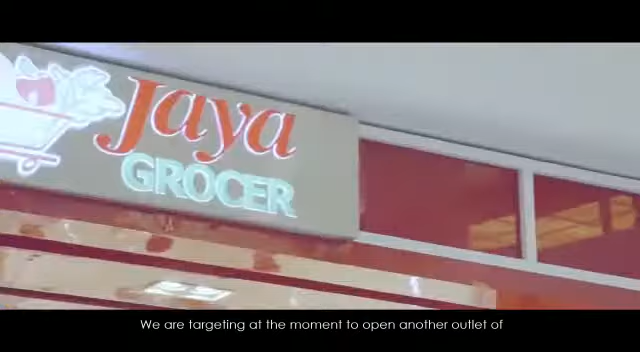 Jaya
GROCER
We are targeting at the moment to open another outlet of